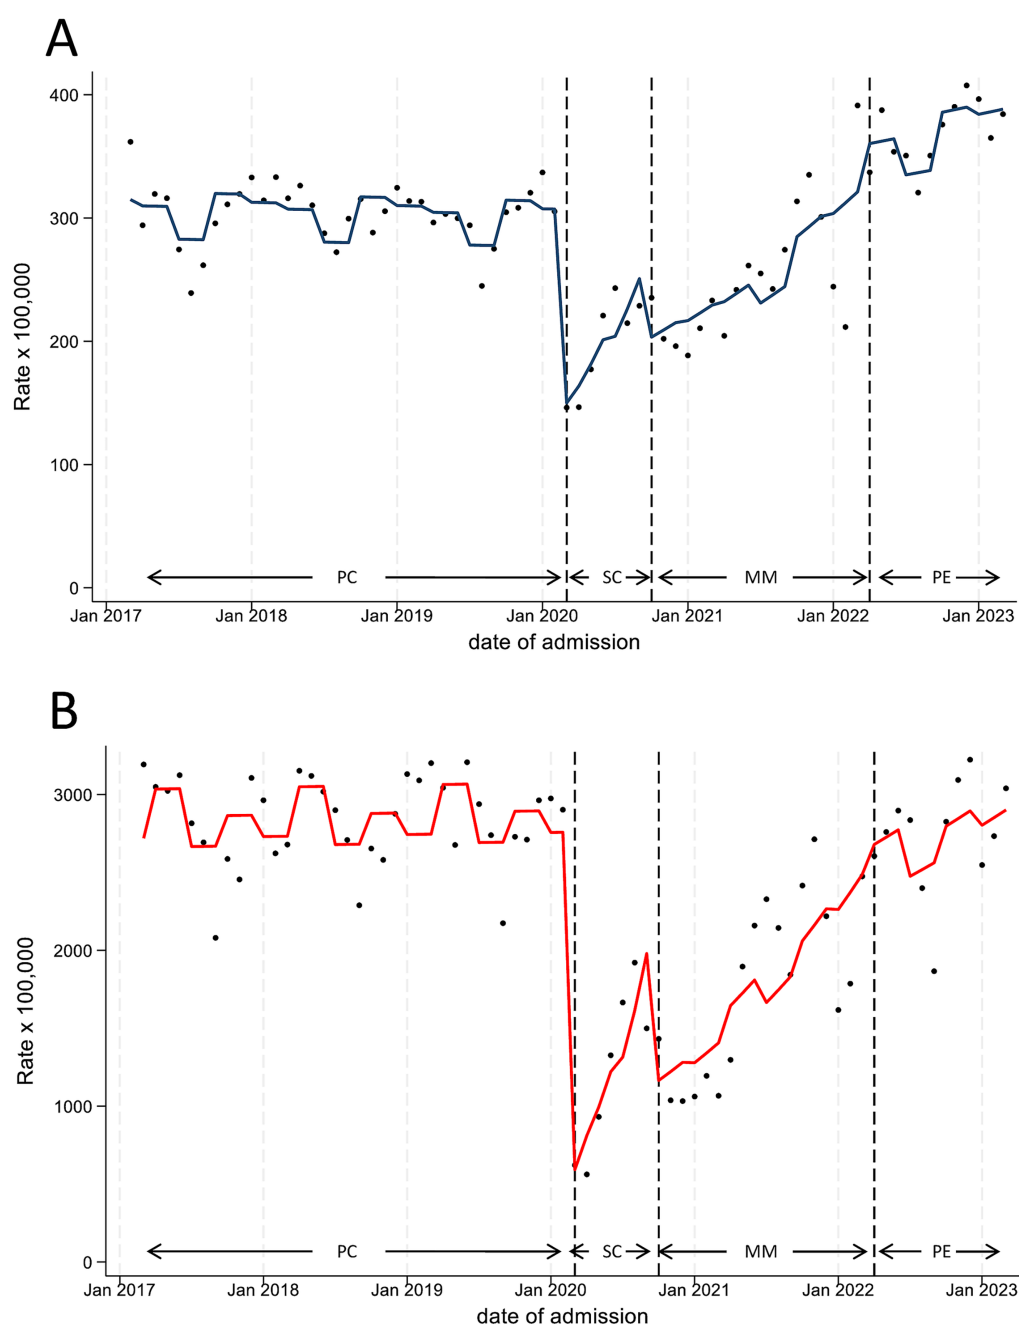 A
400
300
200
100
0
Rate x 100,000
PC SC MM PE
Jan 2017 Jan 2018 Jan 2019 Jan 2020 Jan 2021 Jan 2022 Jan 2023
date of admission
B
3000
2000
1000
0
Rate x 100,000
PC SC MM PE
Jan 2017 Jan 2018 Jan 2019 Jan 2020 Jan 2021 Jan 2022 Jan 2023
date of admission